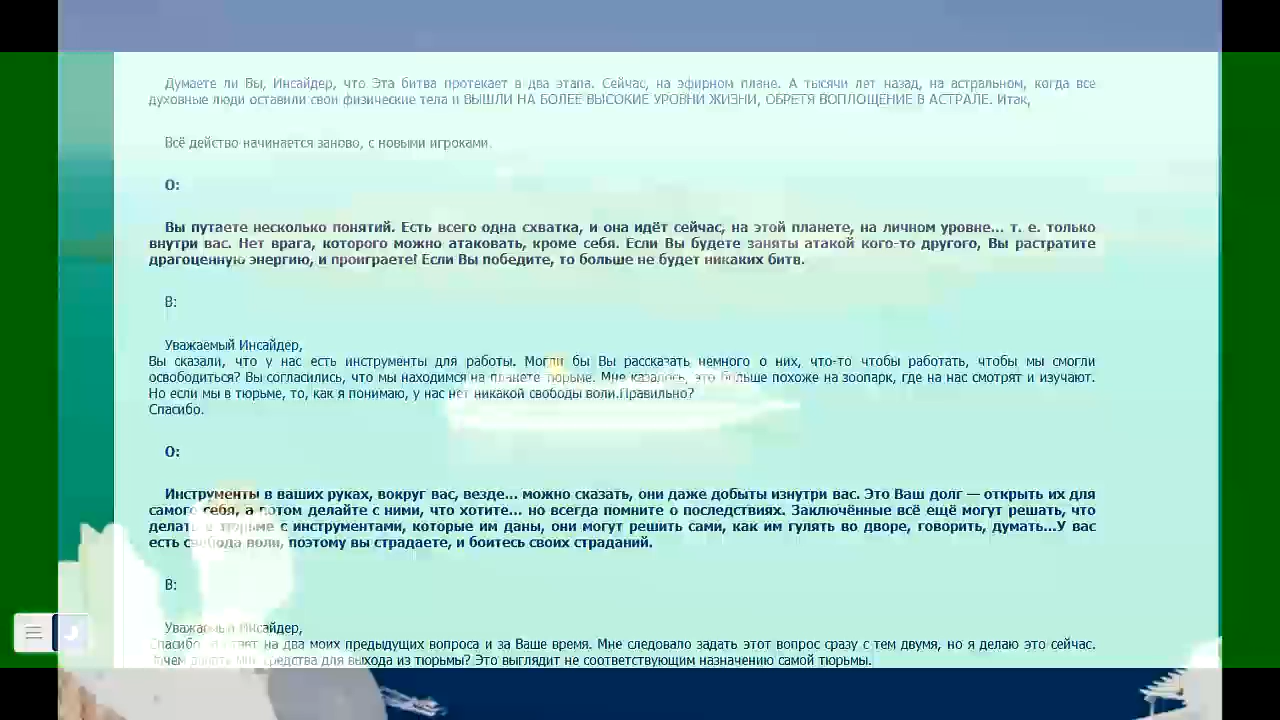 Думаете ли Вы, Инсайдер, что Эта битва протекает в два этапа. Сейчас, на эфирном плане. А тысячи лет назад, на астральном, когда все
духовные люди оставили свои физические тела и ВЫШЛИ НА БОЛЕЕ ВЫСОКИЕ УРОВНИ ЖИЗНИ, ОБРЕТЯ ВОПЛОЩЕНИЕ В АСТРАЛЕ. Итак,
Всё действо начинается заново, с новыми игроками.
О:
Вы путаете несколько понятий. Есть всего одна схватка, и она идёт сейчас, на этой планете, на личном уровне... т. е. только
внутри вас. Нет врага, которого можно атаковать, кроме себя. Если Вы будете заняты атакой кого-то другого, Вы растратите
драгоценную энергию, и проиграете! Если Вы победите, то больше не будет никаких битв.
В:
Уважаемый Инсайдер,
Вы сказали, что у нас есть инструменты для работы. Могли бы Вы рассказать немного о них, что-то чтобы работать, чтобы мы смогли
освободиться? Вы согласились, что мы находимся на планете тюрьме. Мне казалось, это больше похоже на зоопарк, где на нас смотрят и изучают.
Но если мы в тюрьме, то, как я понимаю, у нас нет никакой свободы воли.Правильно?
Спасибо.
О:
Инструменты в ваших руках, вокруг вас, везде... можно сказать, они даже добыты изнутри вас. Это Ваш долг — открыть их для
самого себя, а потом делайте с ними, что хотите... но всегда помните о последствиях. Заключённые всё ещё могут решать, что
делать в тюрьме с инструментами, которые им даны, они могут решить сами, как им гулять во дворе, говорить, думать...У вас
есть свобода воли, поэтому вы страдаете, и боитесь своих страданий.
В:
Уважаемый Инсайдер,
Спасибо за ответ на два моих предыдущих вопроса и за Ваше время. Мне следовало задать этот вопрос сразу с тем двумя, но я делаю это сейчас.
Зачем средства для выхода из тюрьмы? Это выглядит не соответствующим назначению самой тюрьмы.